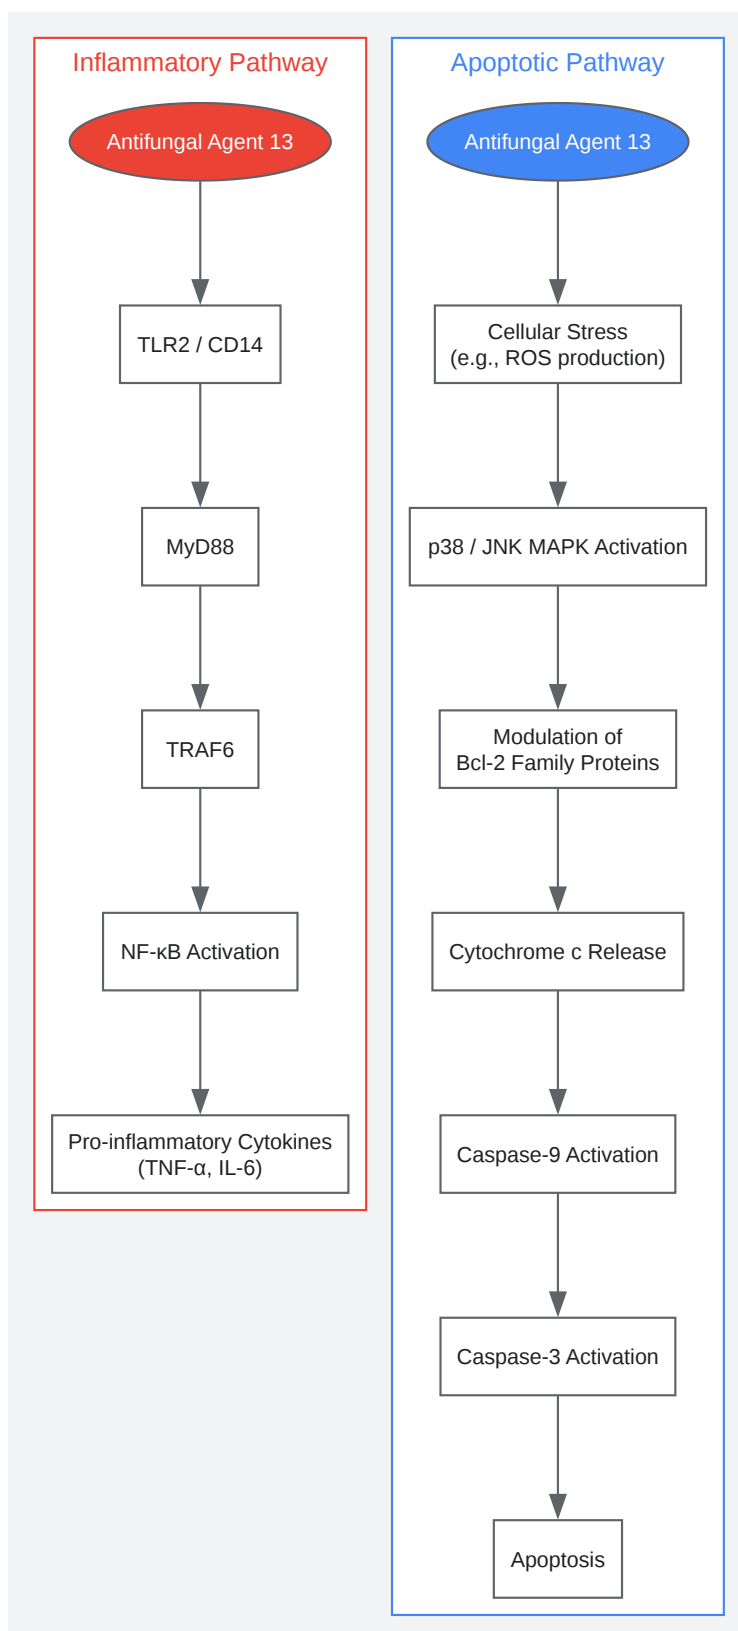 Inflammatory Pathway
Antifungal Agent 13
TLR2 / CD14
MyD88
TRAF6
NF-κB Activation
Pro-inflammatory Cytokines
(TNF-α, IL-6)
Apoptotic Pathway
Antifungal Agent 13
Cellular Stress
(e.g., ROS production)
p38 / JNK MAPK Activation
Modulation of
Bcl-2 Family Proteins
Cytochrome c Release
Caspase-9 Activation
Caspase-3 Activation
Apoptosis